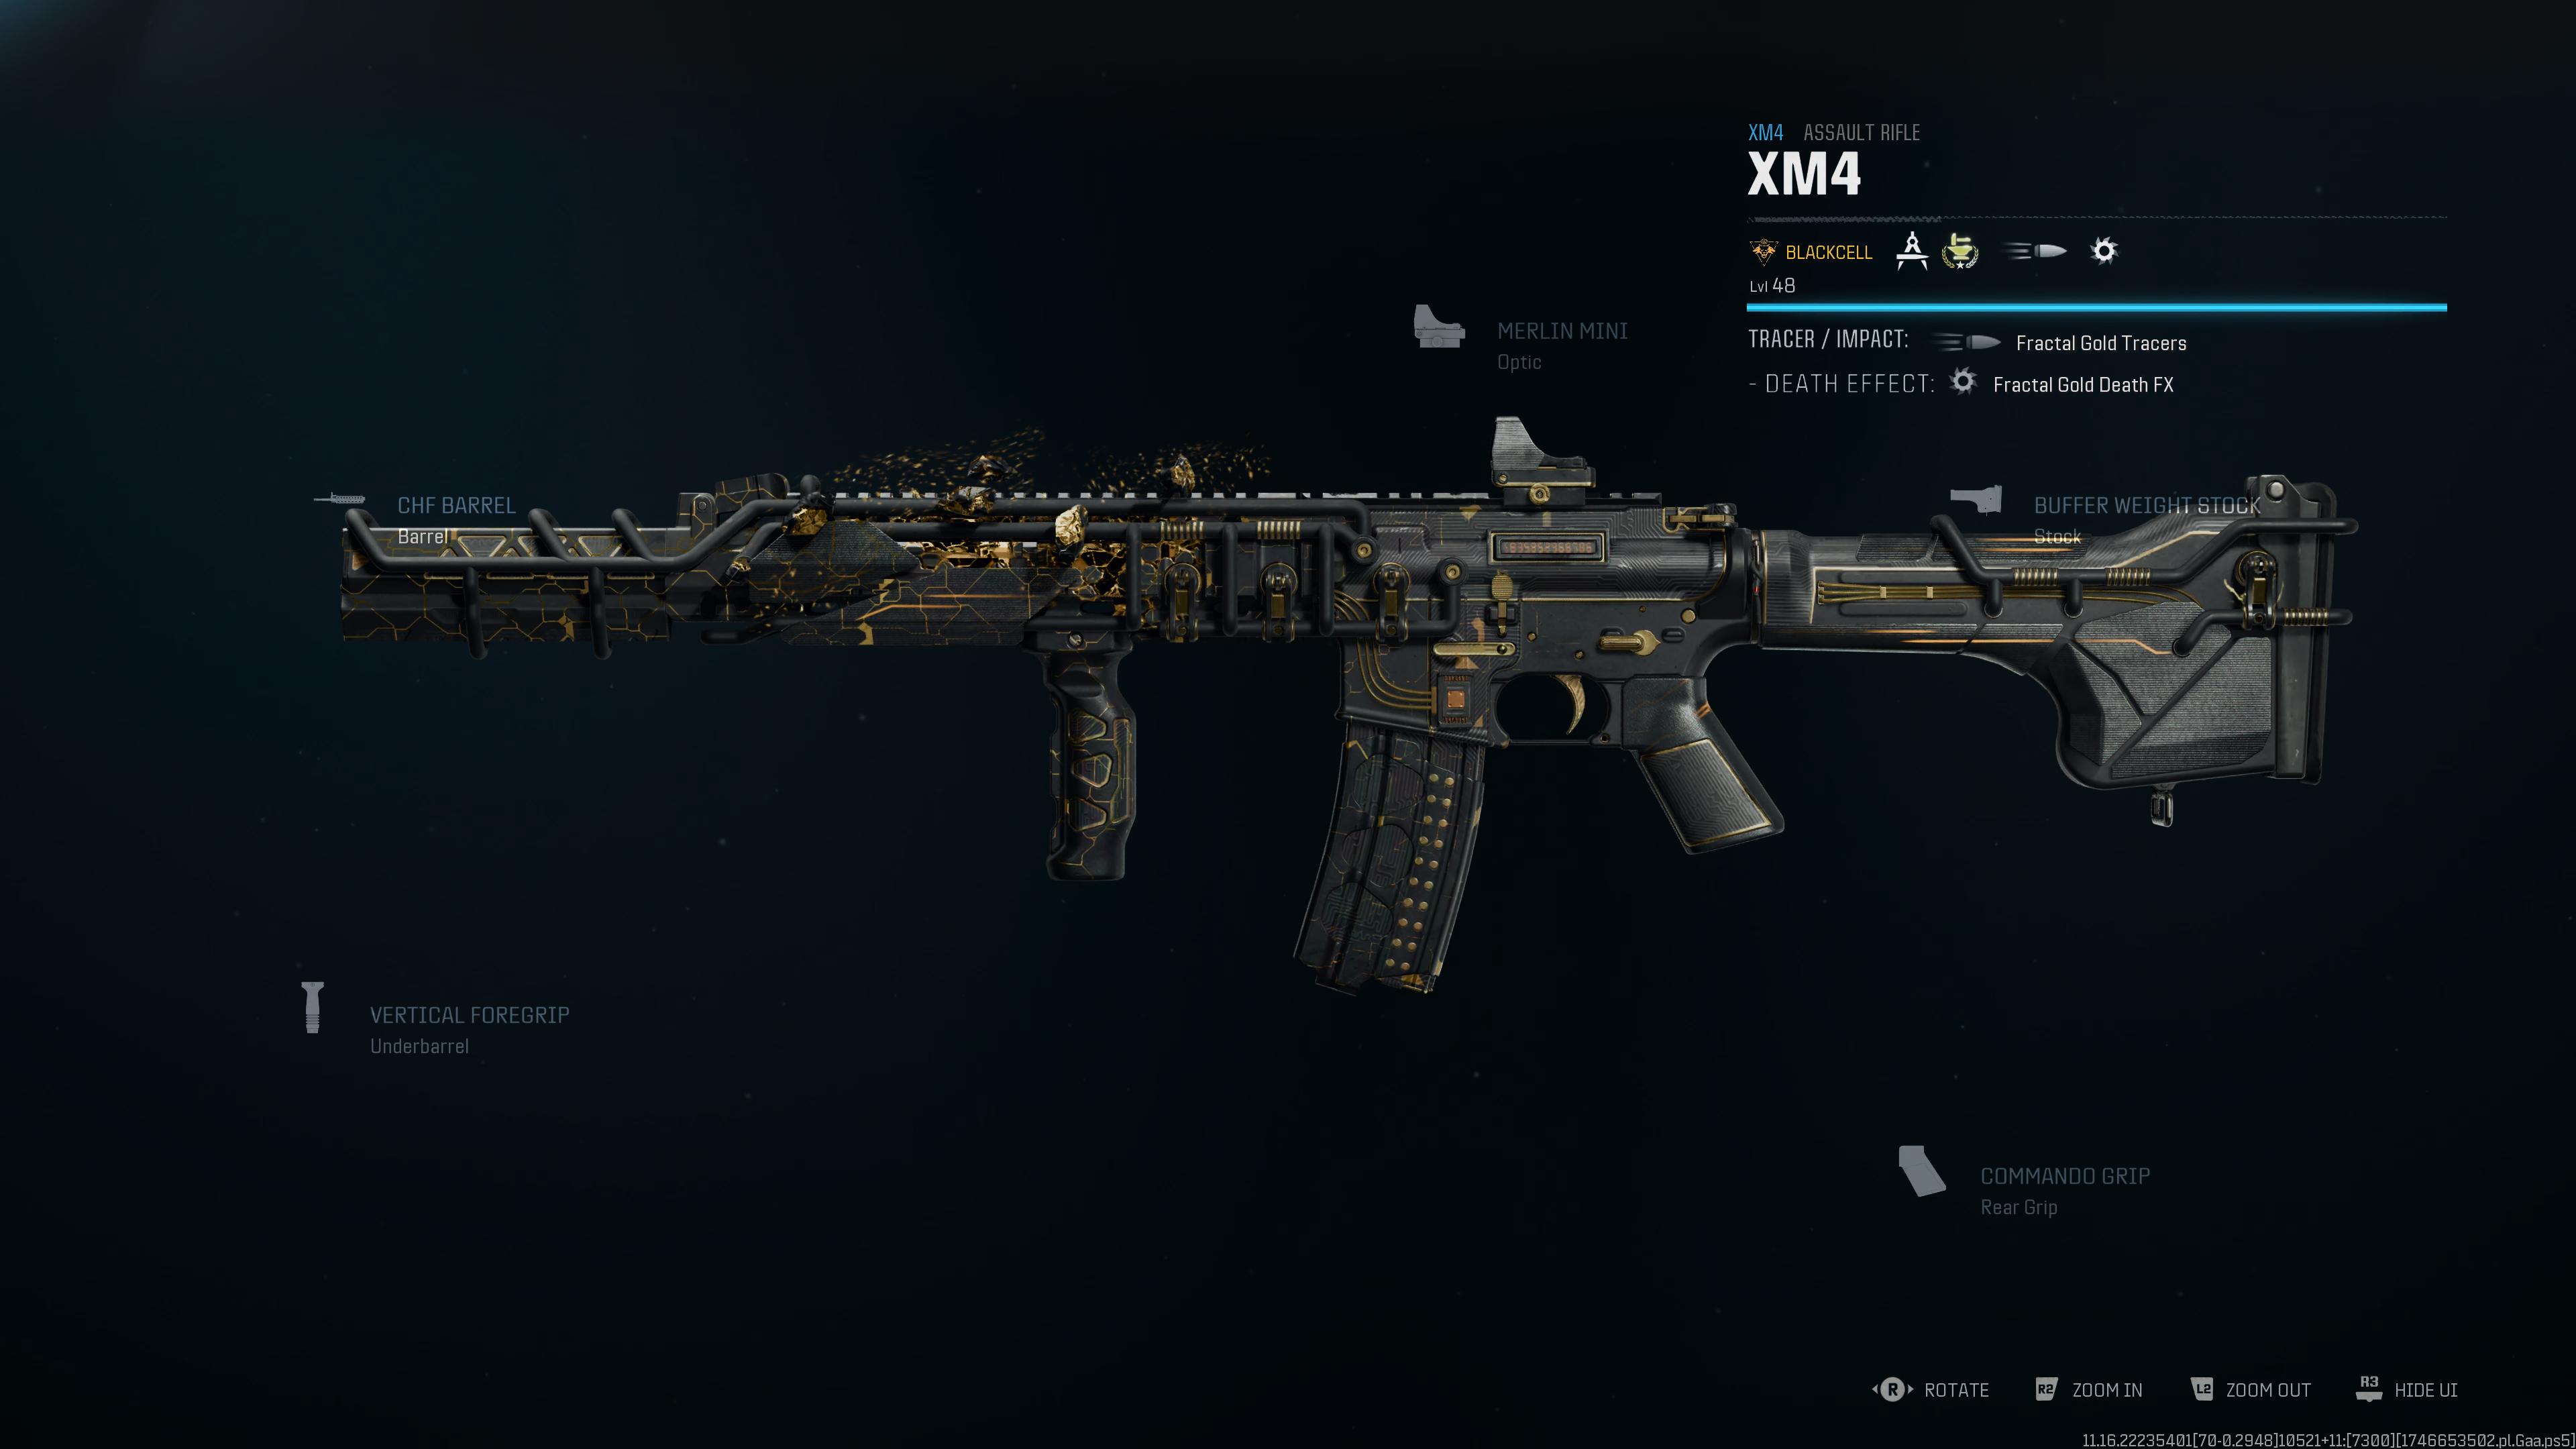 XM4 ASSAULT RIFLE
XM4
BLACKCELL
Lvl 48
TRACER / IMPACT: Fractal Gold Tracers
- DEATH EFFECT: Fractal Gold Death FX
MERLIN MINI
Optic
CHF BARREL
Barrel
BUFFER WEIGHT STOCK
Stock
VERTICAL FOREGRIP
Underbarrel
COMMANDO GRIP
Rear Grip
R ROTATE R2 ZOOM IN L2 ZOOM OUT R3 HIDE UI
11.16.22235401[70-0.2948]10521+11:[7300][1746653502.pl.Gaa.ps5]